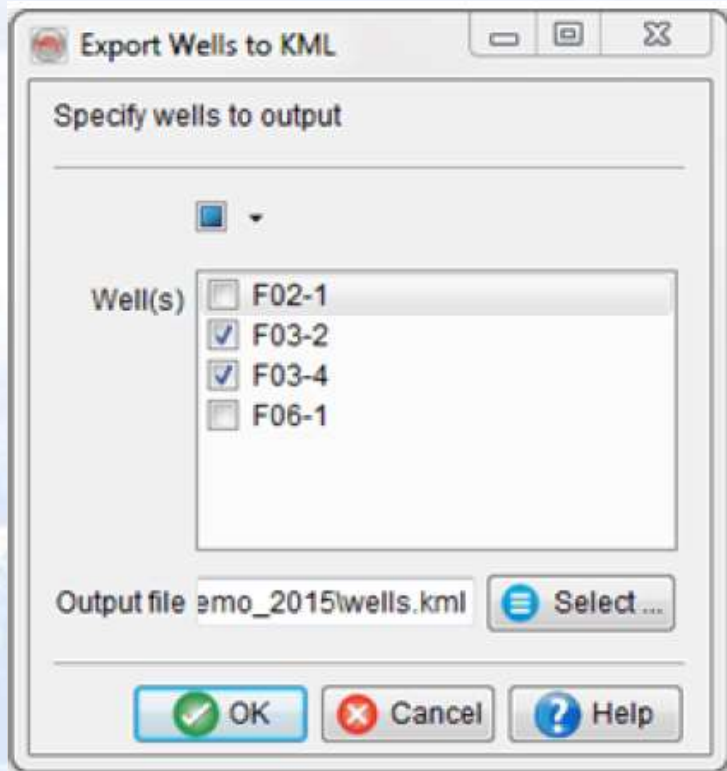 Export Wells to KML
Specify wells to output
Well(s)
F02-1
F03-2
F03-4
F06-1
Output file emo_2015\wells.kml Select ...
OK Cancel Help